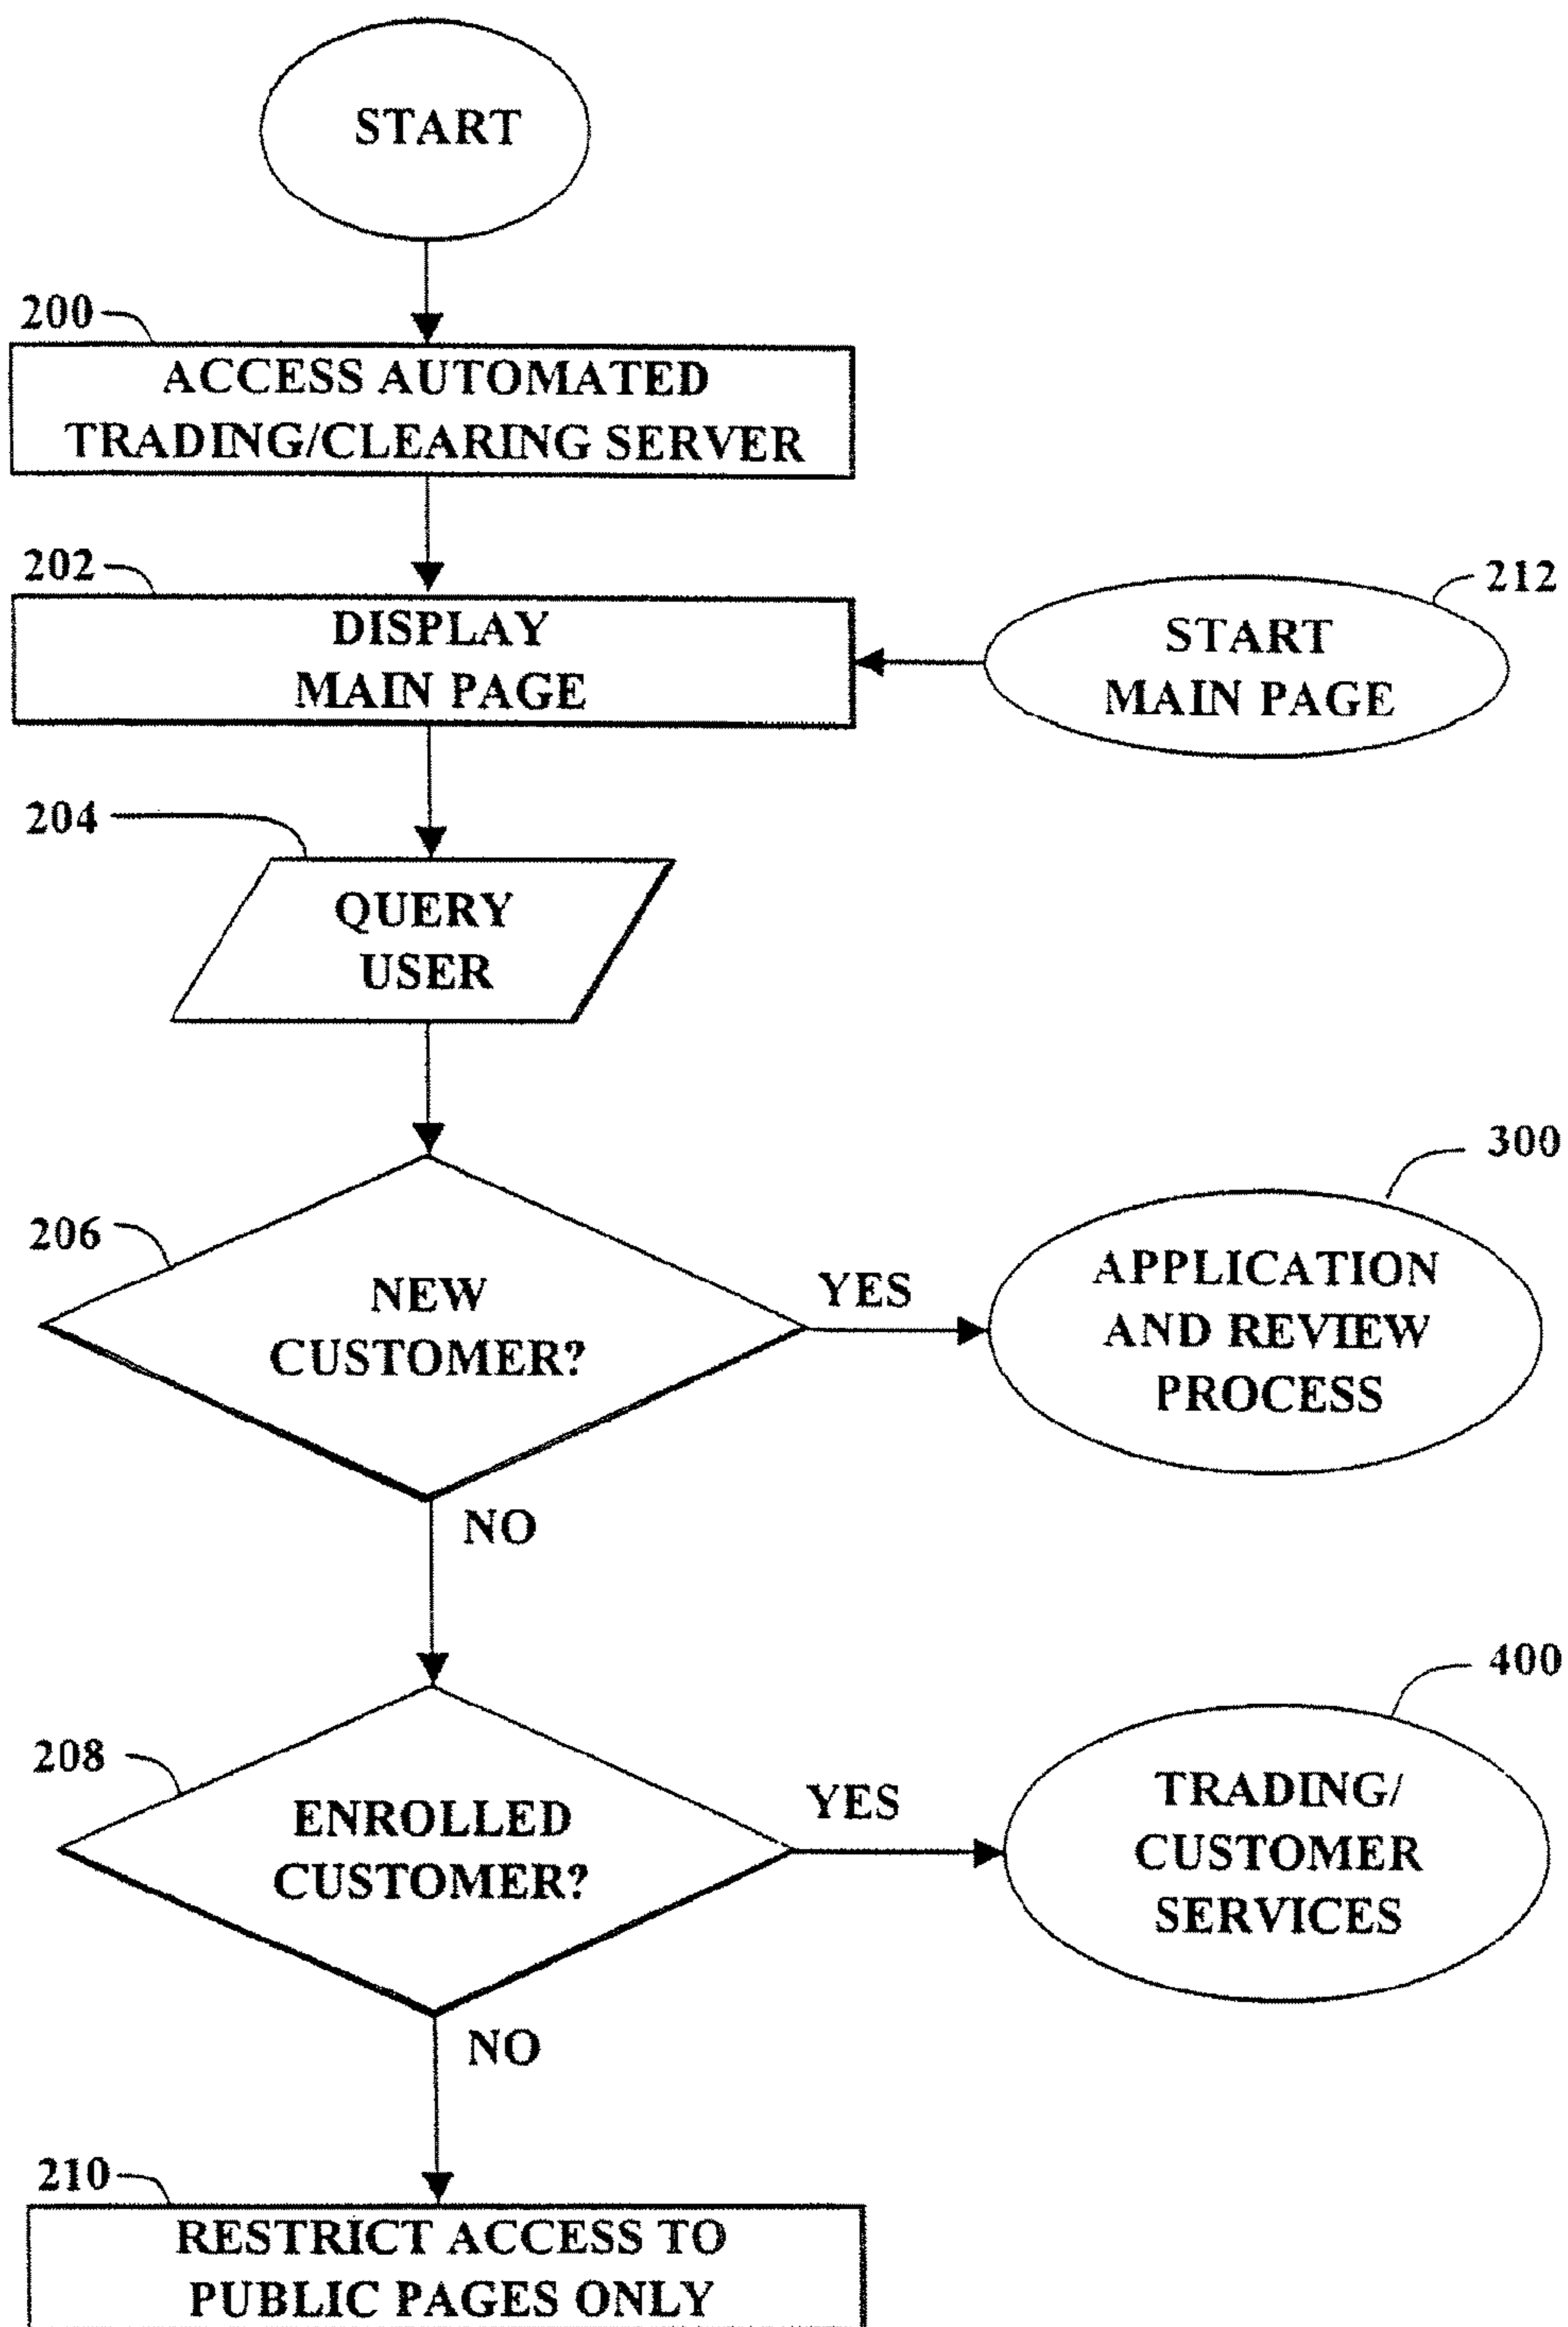 START
200
ACCESS AUTOMATED
TRADING/CLEARING SERVER
202
DISPLAY
MAIN PAGE
212
START
MAIN PAGE
204
QUERY
USER
206
NEW
CUSTOMER?
YES
300
APPLICATION
AND REVIEW
PROCESS
NO
208
ENROLLED
CUSTOMER?
YES
400
TRADING/
CUSTOMER
SERVICES
NO
210
RESTRICT ACCESS TO
PUBLIC PAGES ONLY